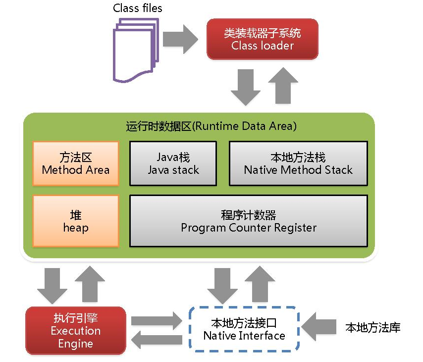 Class files
类装载器子系统
Class loader
运行时数据区(Runtime Data Area)
方法区
Method Area
Java栈
Java stack
本地方法栈
Native Method Stack
堆
heap
程序计数器
Program Counter Register
执行引擎
Execution
Engine
本地方法接口
Native Interface
本地方法库